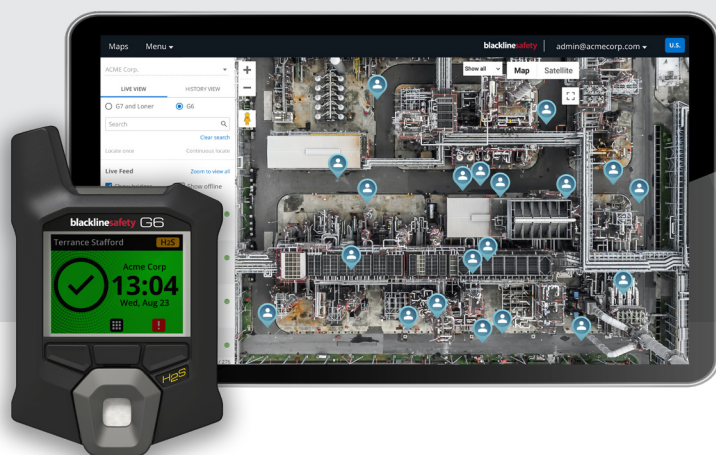 Maps Menu
blacklinesafety admin@acmecorp.com U.S.
ACME Corp.
LIVE VIEW HISTORY VIEW
G7 and Loner G6
Search
Clear search
Locate once Continuous locate
Live Feed Zoom to view all
Show offline
Show all Map Satellite
blacklinesafety G6
Terrance Stafford H2S
Acme Corp
13:04
Wed, Aug 23
H2S